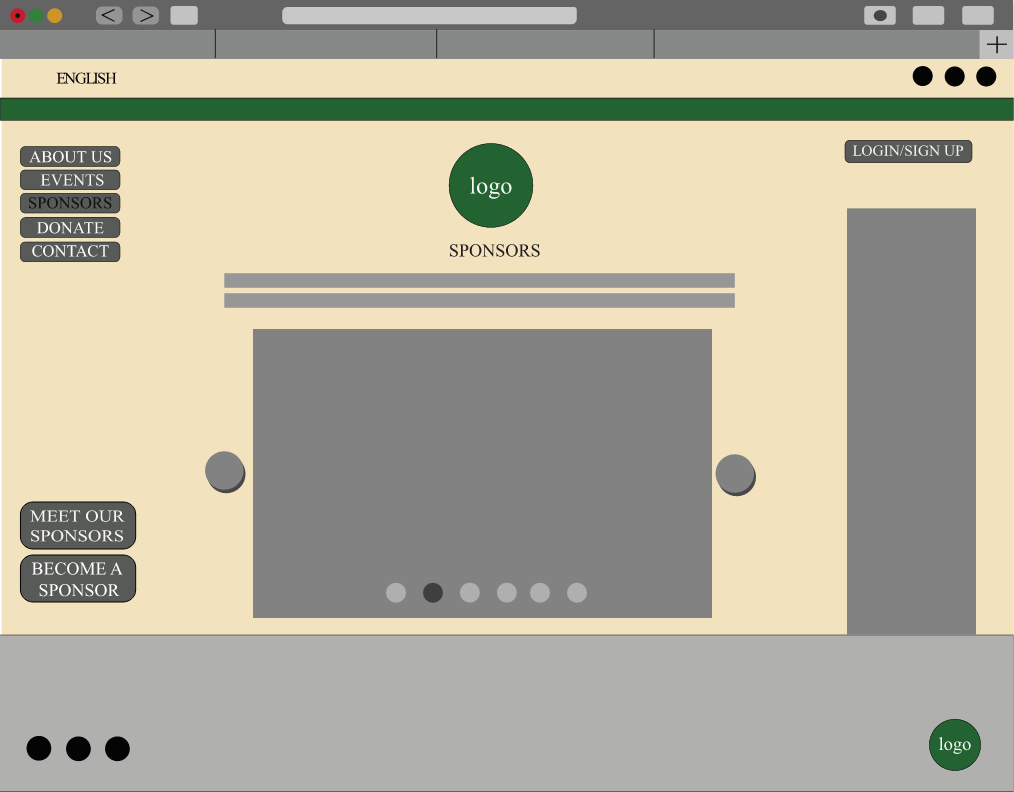 ENGLISH
ABOUT US
EVENTS
SPONSORS
DONATE
CONTACT
logo
SPONSORS
LOGIN/SIGN UP
MEET OUR
SPONSORS
BECOME A
SPONSOR
logo